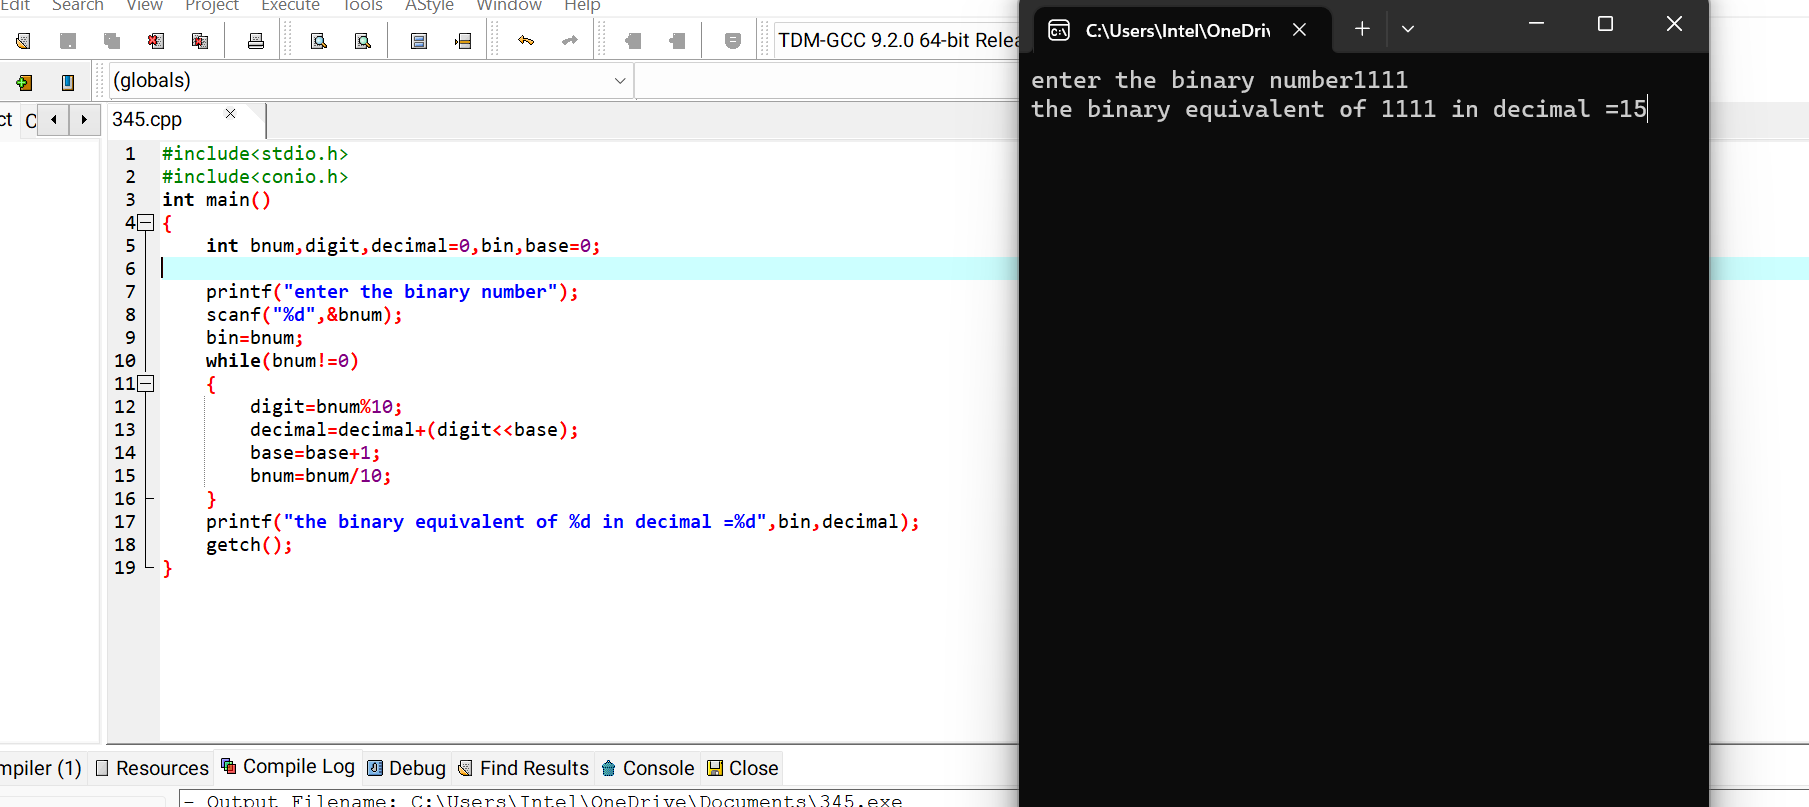 Edit Search View Project Execute Tools AStyle Window Help
TDM-GCC 9.2.0 64-bit
(globals)
345.cpp
1 #include<stdio.h>
2 #include<conio.h>
3 int main()
4 {
5 int bnum,digit,decimal=0,bin,base=0;
6
7 printf("enter the binary number");
8 scanf("%d",&bnum);
9 bin=bnum;
10 while(bnum!=0)
11 {
12 digit=bnum%10;
13 decimal=decimal+(digit<<base);
14 base=base+1;
15 bnum=bnum/10;
16 }
17 printf("the binary equivalent of %d in decimal =%d",bin,decimal);
18 getch();
19 }
mpiler (1) Resources Compile Log Debug Find Results Console Close
- Output Filename: C:\Users\Intel\OneDrive\Documents\345.exe
C:\Users\Intel\OneDri
enter the binary number1111
the binary equivalent of 1111 in decimal =15